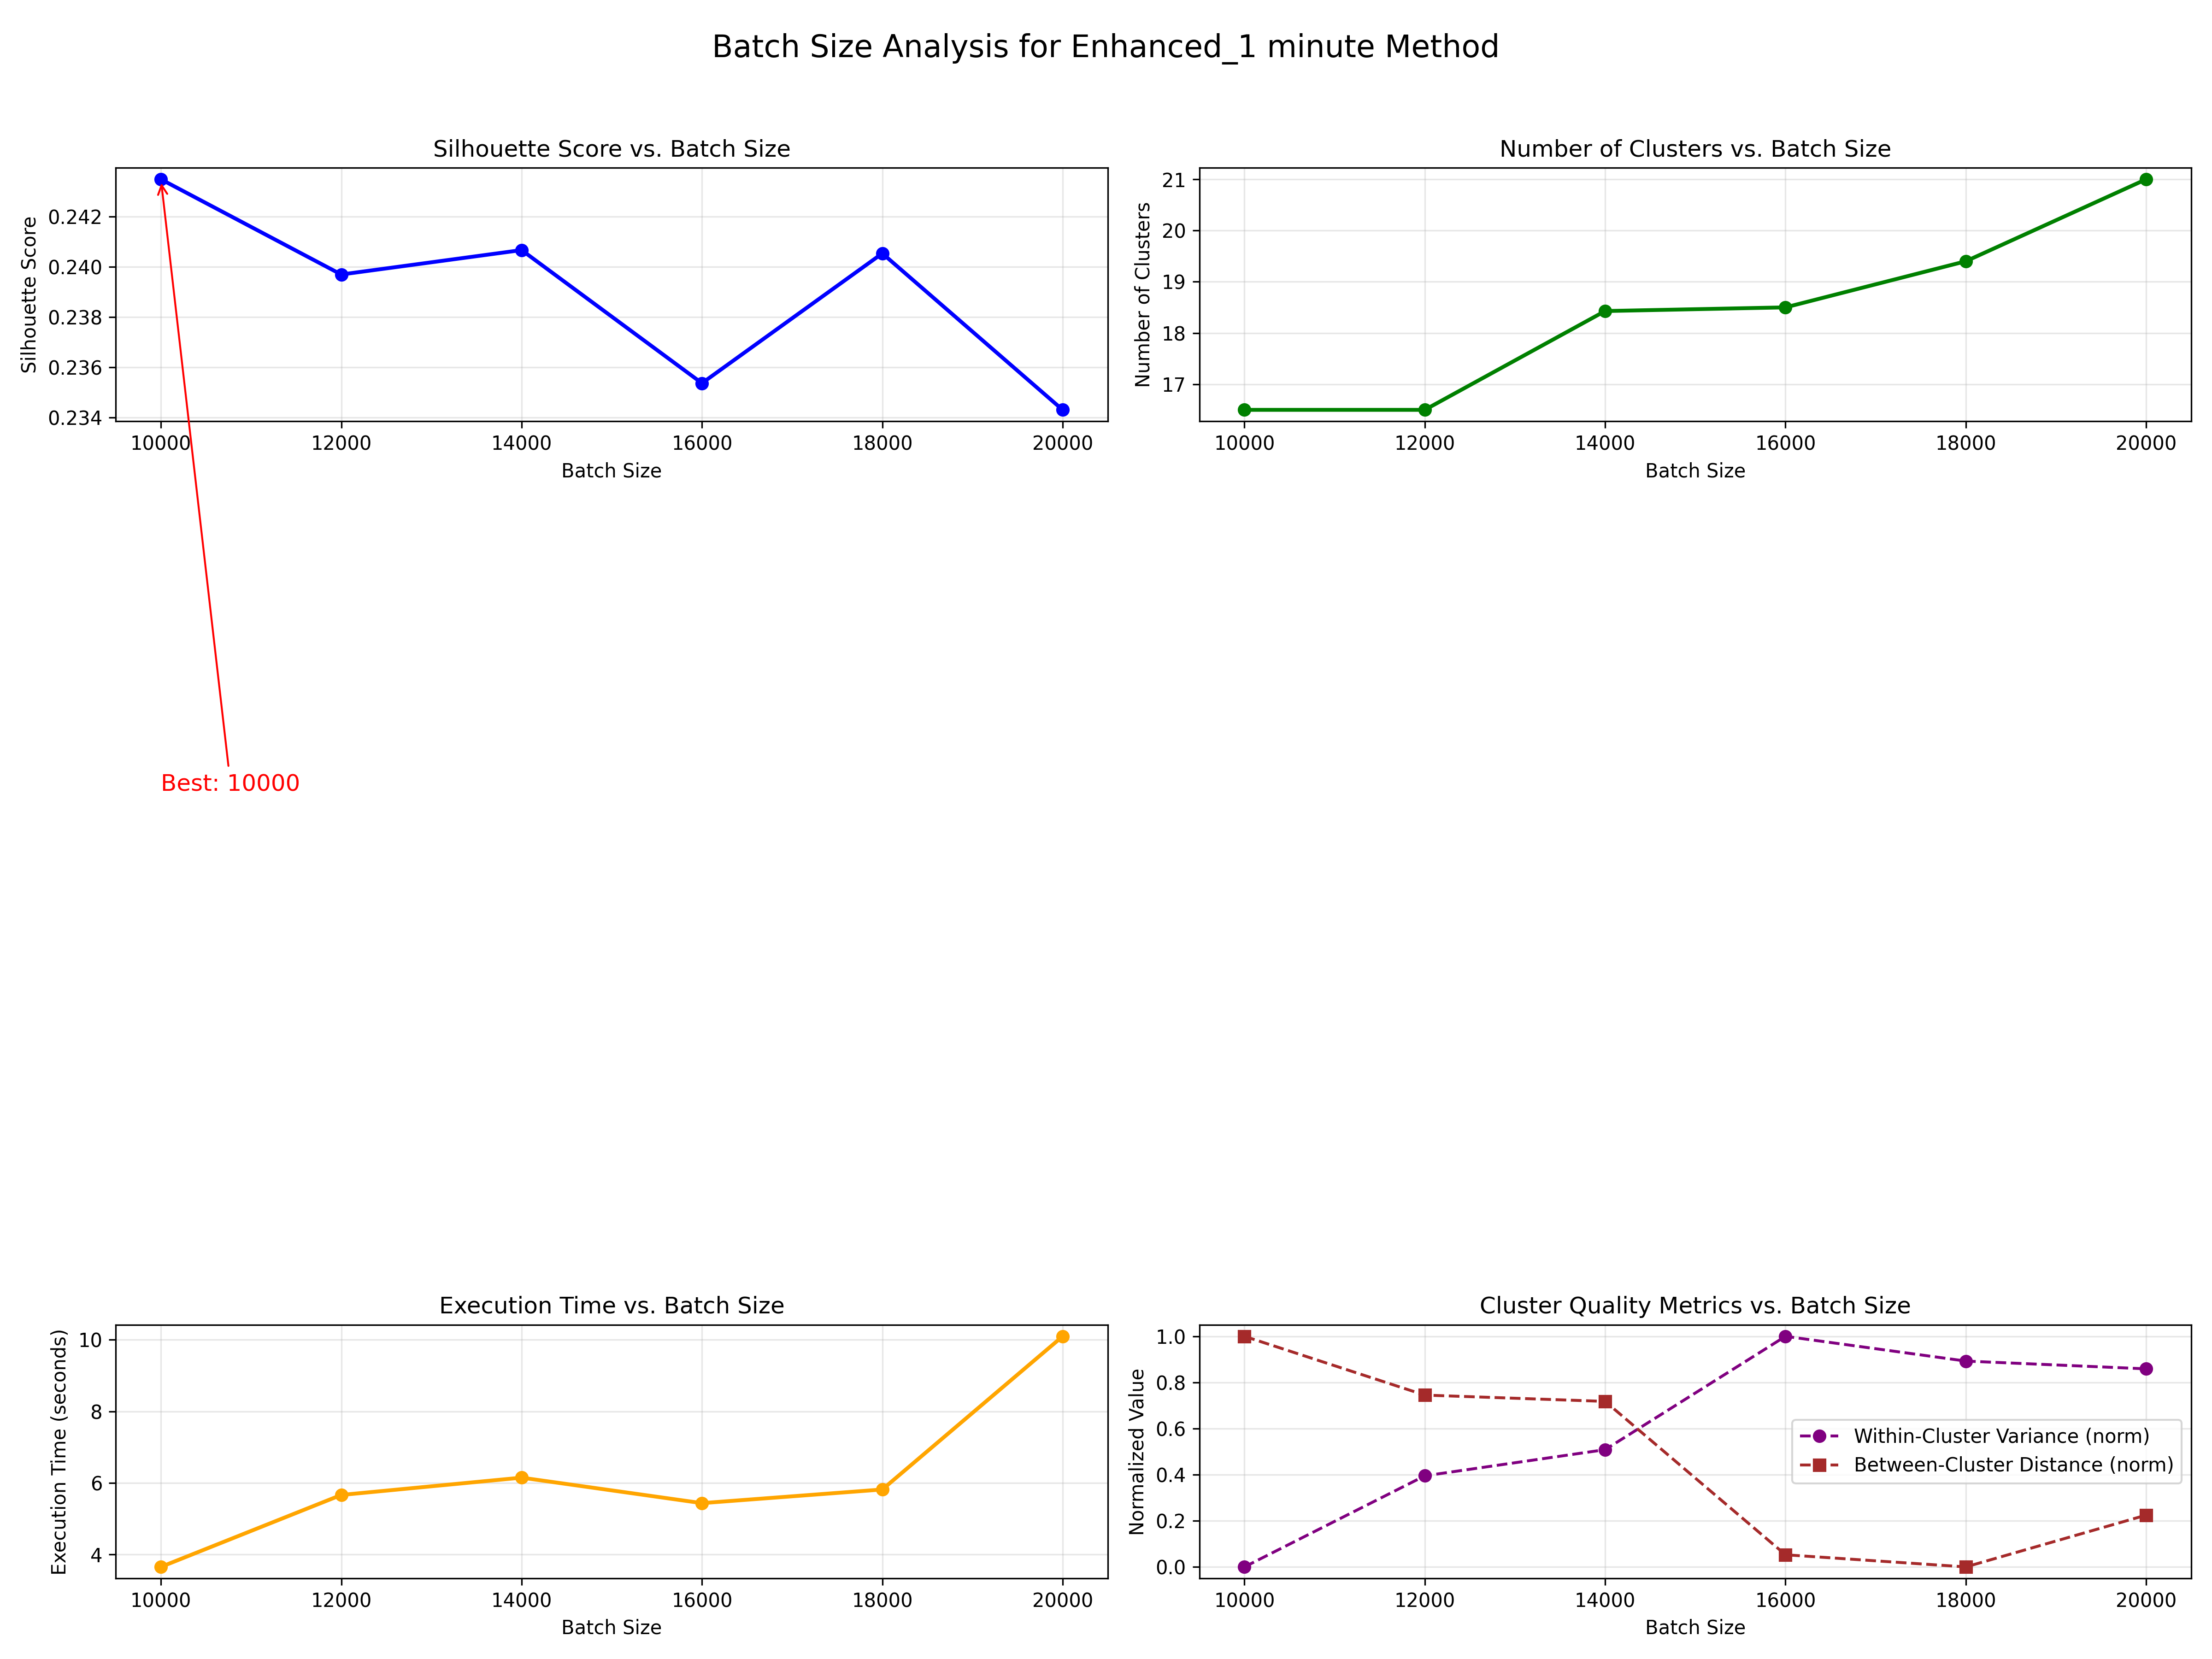 Batch Size Analysis for Enhanced_1 minute Method
Silhouette Score vs. Batch Size
Silhouette Score
0.242
0.240
0.238
0.236
0.234
10000 12000 14000 16000 18000 20000
Batch Size
Best: 10000
Number of Clusters vs. Batch Size
Number of Clusters
21
20
19
18
17
10000 12000 14000 16000 18000 20000
Batch Size
Execution Time vs. Batch Size
Execution Time (seconds)
10
8
6
4
10000 12000 14000 16000 18000 20000
Batch Size
Cluster Quality Metrics vs. Batch Size
Normalized Value
1.0
0.8
0.6
0.4
0.2
0.0
Within-Cluster Variance (norm)
Between-Cluster Distance (norm)
10000 12000 14000 16000 18000 20000
Batch Size